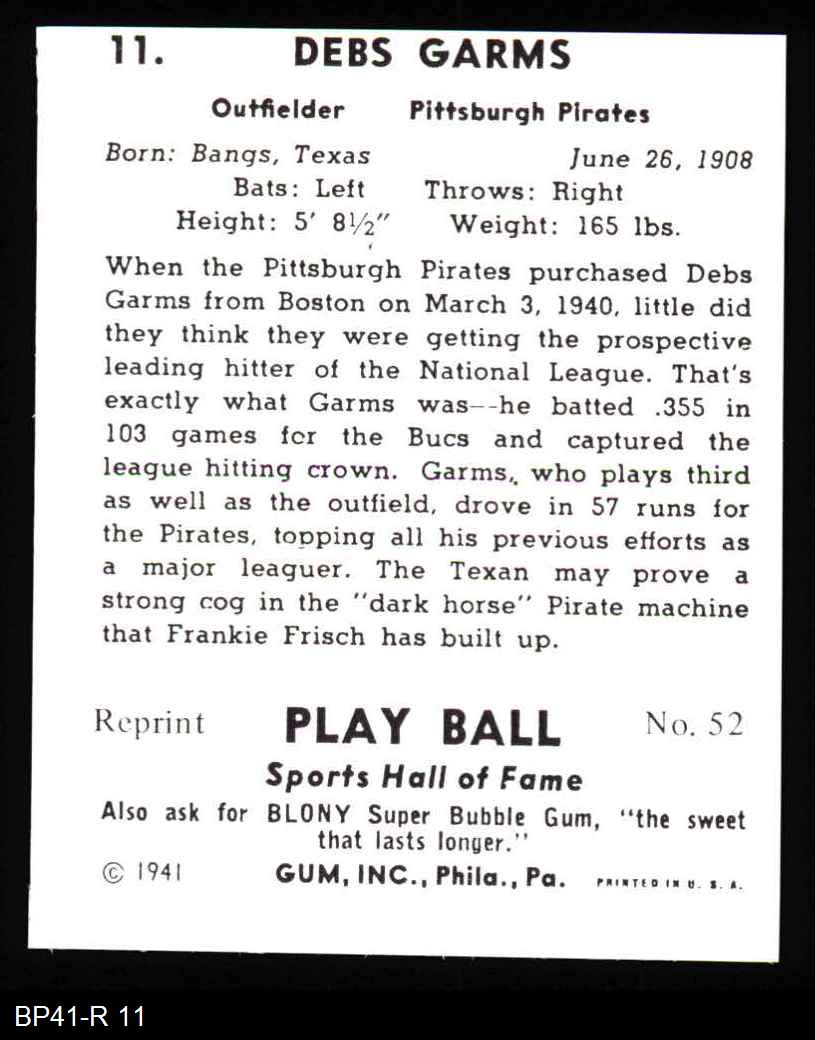 11. DEBS GARMS
Outfielder Pittsburgh Pirates
Born: Bangs, Texas June 26, 1908
Bats: Left Throws: Right
Height: 5' 8½" Weight: 165 lbs.
When the Pittsburgh Pirates purchased Debs
Garms from Boston on March 3, 1940, little did
they think they were getting the prospective
leading hitter of the National League. That's
exactly what Garms was--he batted .355 in
103 games for the Bucs and captured the
league hitting crown. Garms, who plays third
as well as the outfield, drove in 57 runs for
the Pirates, topping all his previous efforts as
a major leaguer. The Texan may prove a
strong cog in the "dark horse" Pirate machine
that Frankie Frisch has built up.
Reprint PLAY BALL No. 52
Sports Hall of Fame
Also ask for BLONY Super Bubble Gum, "the sweet
that lasts longer."
© 1941 GUM, INC., Phila., Pa. PRINTED IN U. S. A.
BP41-R 11